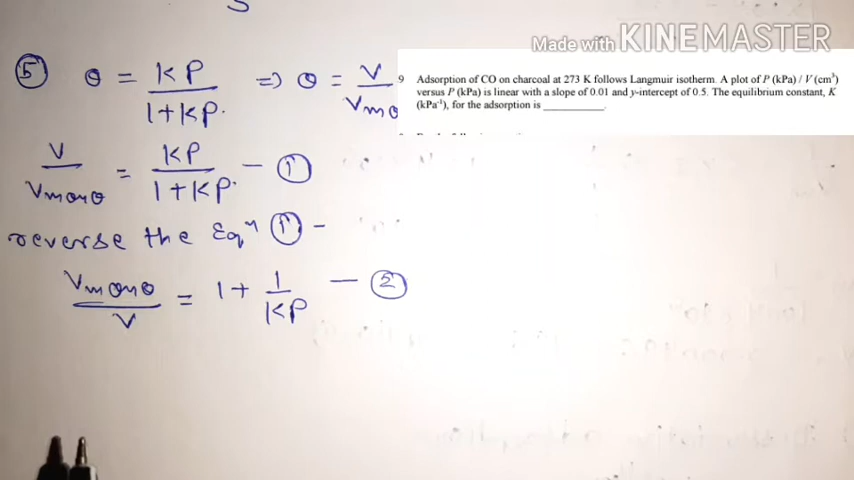 Made with KINEMASTER
5 θ = KP / 1+KP. => θ = V / Vmono
9 Adsorption of CO on charcoal at 273 K follows Langmuir isotherm. A plot of P (kPa) / V (cm³)
versus P (kPa) is linear with a slope of 0.01 and y-intercept of 0.5. The equilibrium constant, K
(kPa⁻¹), for the adsorption is ___________.
V / Vmono = KP / 1+KP. — 1
reverse the Eqn 1 -
Vmono / V = 1 + 1 / KP — 2